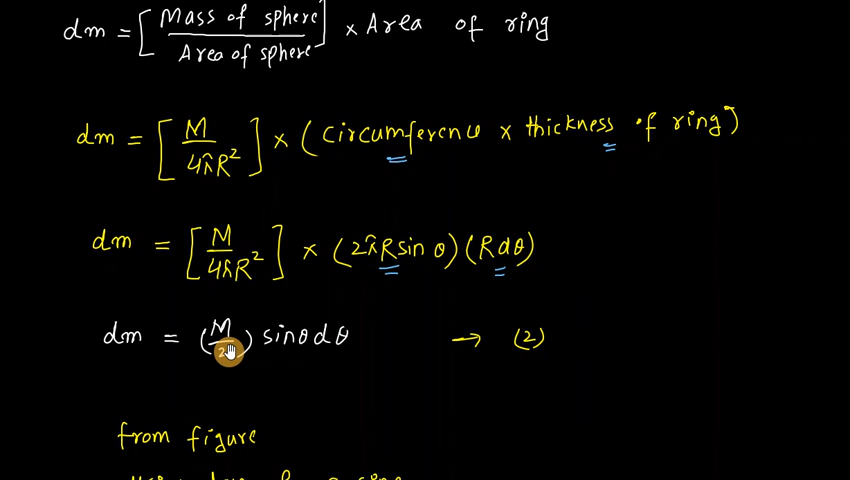 dm = [Mass of sphere / Area of sphere] × Area of ring
dm = [M / 4πR²] × (circumference × thickness of ring)
dm = [M / 4πR²] × (2πR sin θ) (R dθ)
dm = (M / 2) sinθ dθ → (2)
from figure